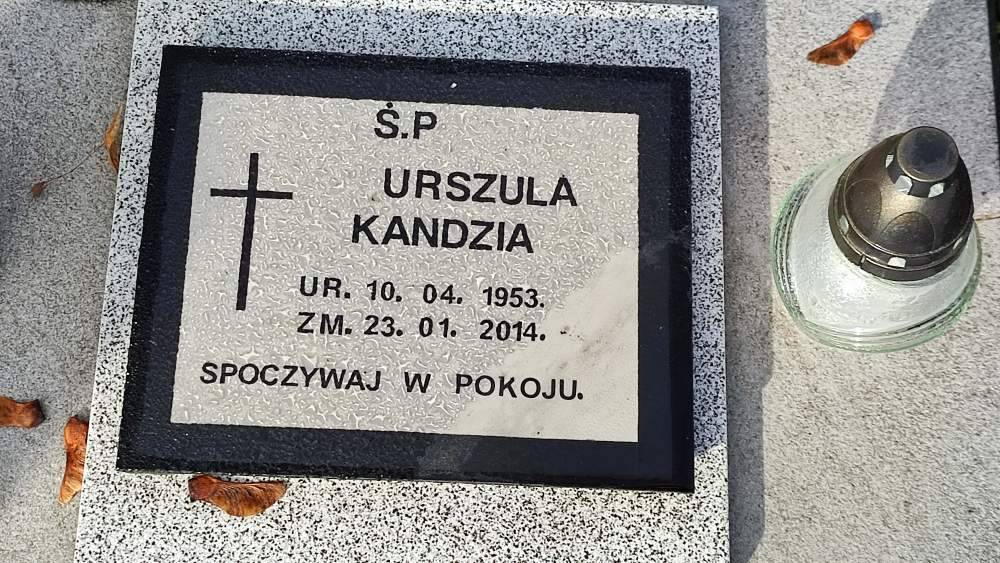 Ś.P
URSZULA
KANDZIA
UR. 10. 04. 1953.
ZM. 23. 01. 2014.
SPOCZYWAJ W POKOJU.